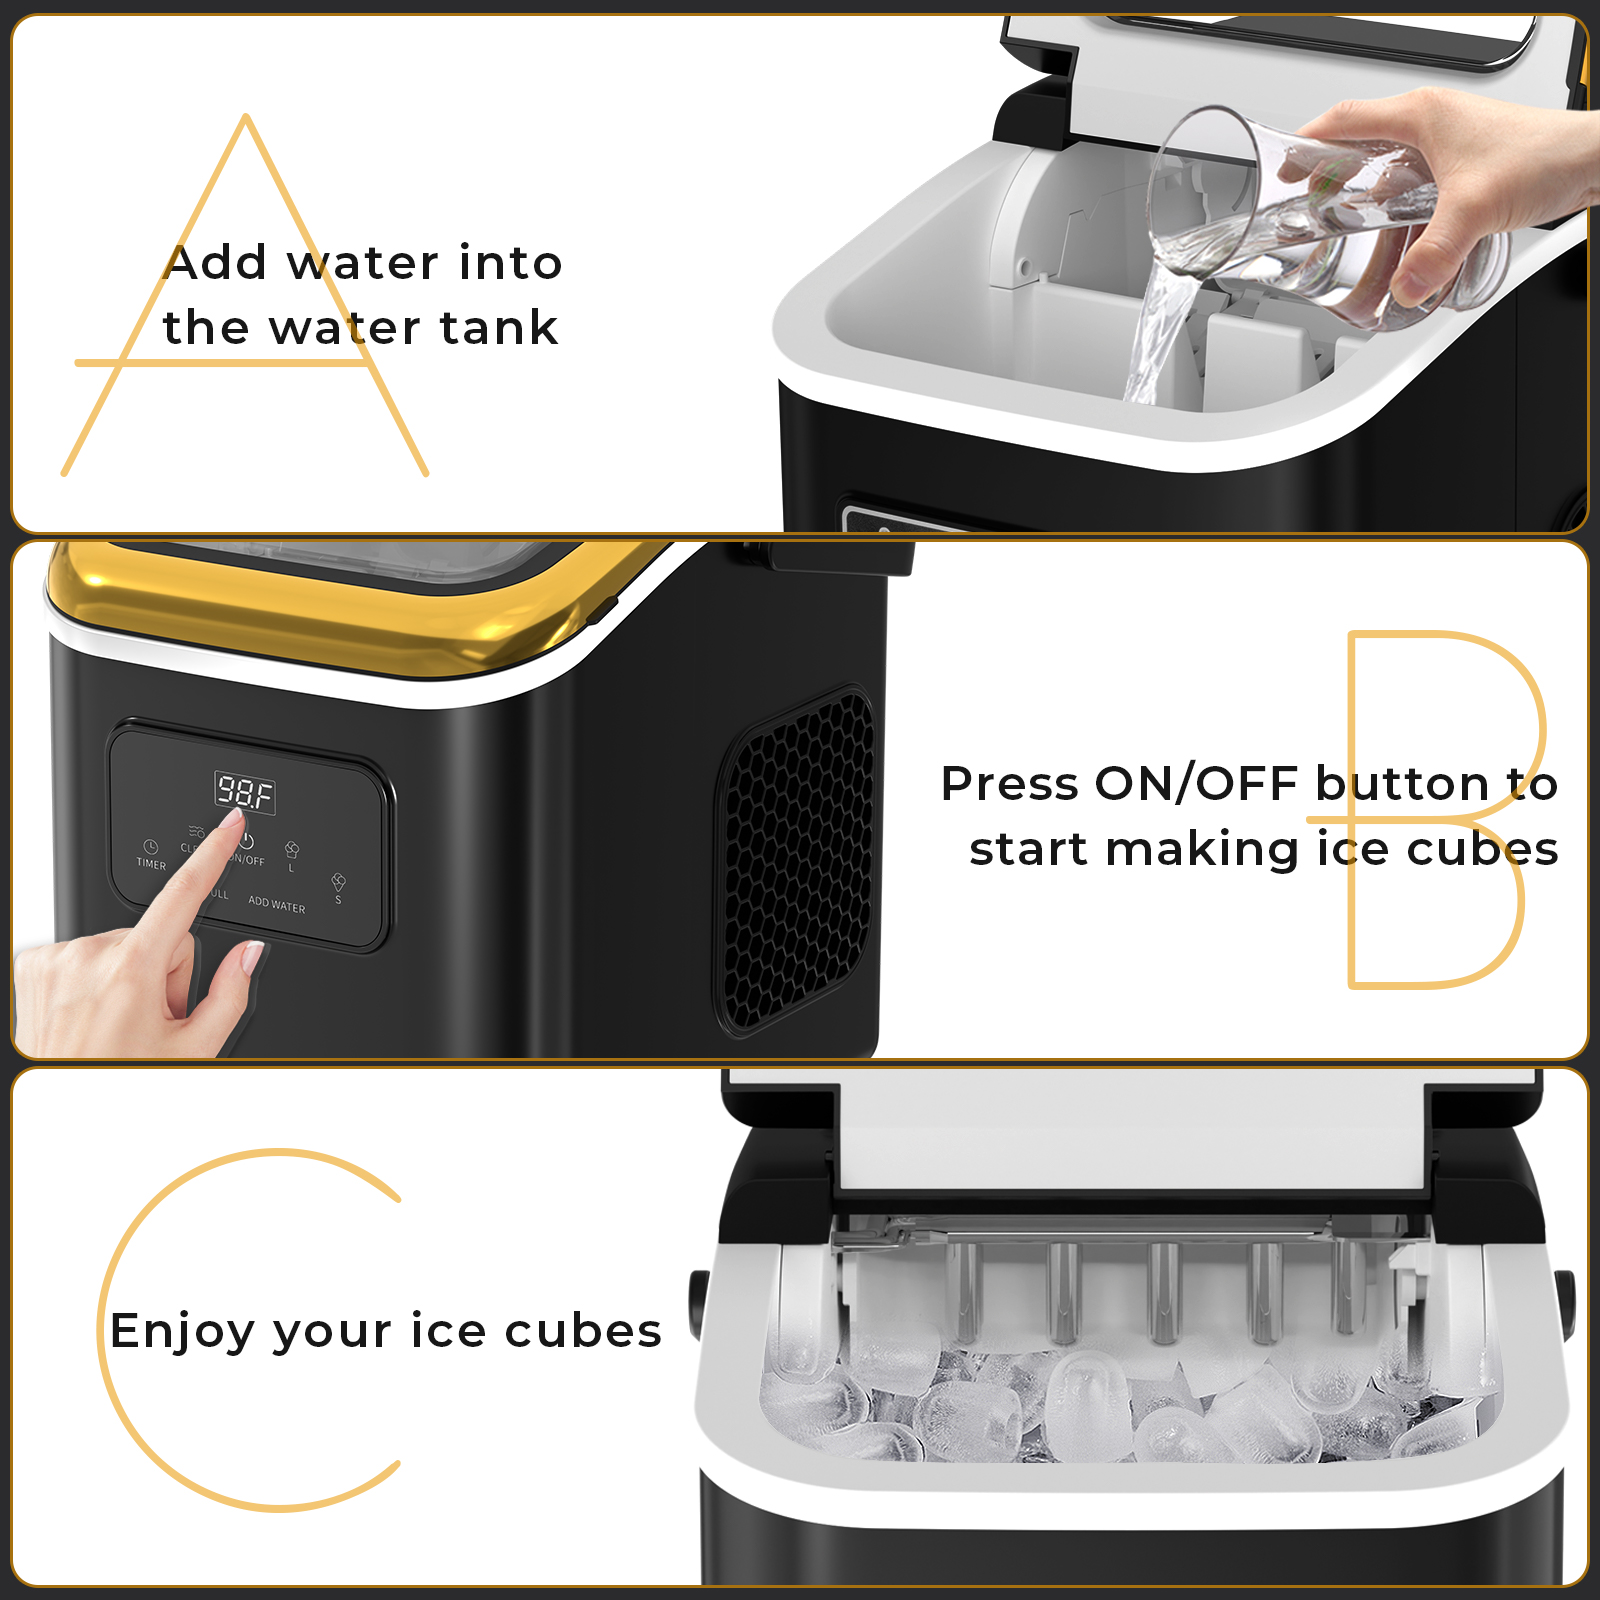 A
Add water into
the water tank
98.F
ON/OFF
TIMER
L
ADD WATER
S
B
Press ON/OFF button to
start making ice cubes
C
Enjoy your ice cubes